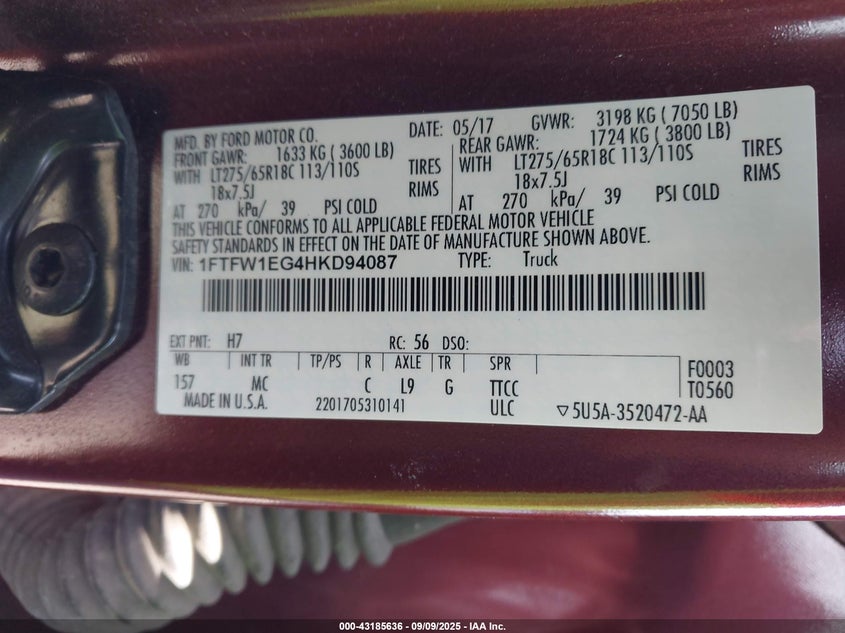 MFD. BY FORD MOTOR CO. DATE: 05/17 GVWR: 3198 KG ( 7050 LB)
FRONT GAWR: 1633 KG ( 3600 LB) REAR GAWR: 1724 KG ( 3800 LB)
WITH LT275/65R18C 113/110S TIRES WITH LT275/65R18C 113/110S TIRES
18x7.5J RIMS 18x7.5J RIMS
AT 270 kPa/ 39 PSI COLD AT 270 kPa/ 39 PSI COLD
THIS VEHICLE CONFORMS TO ALL APPLICABLE FEDERAL MOTOR VEHICLE
SAFETY STANDARDS IN EFFECT ON THE DATE OF MANUFACTURE SHOWN ABOVE.
VIN: 1FTFW1EG4HKD94087 TYPE: Truck
EXT PNT: H7 RC: 56 DSO:
WB INT TR TP/PS R AXLE TR SPR F0003
157 MC C L9 G TTCC T0560
MADE IN U.S.A. 2201705310141 ULC ▽5U5A-3520472-AA
000-43185636 - 09/09/2025 - IAA Inc.